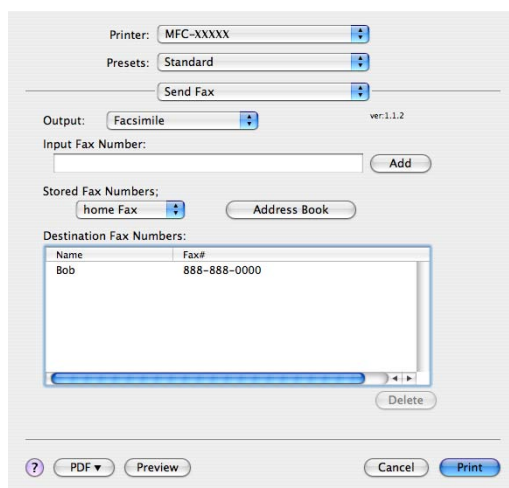 Printer: MFC-XXXXX
Presets: Standard
Send Fax
Output: Facsimile ver:1.1.2
Input Fax Number:
Add
Stored Fax Numbers;
home Fax Address Book
Destination Fax Numbers:
Name Fax#
Bob 888-888-0000
Delete
? PDF▼ Preview Cancel Print